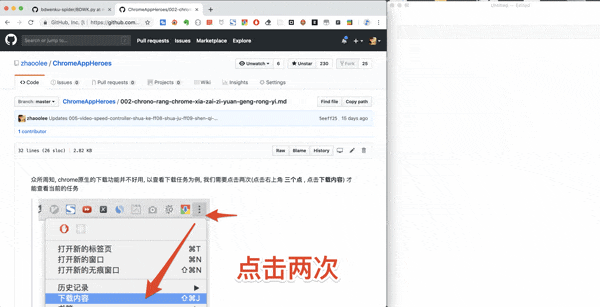 bdwenku-spider/BDWK.py at
ChromeAppHeroes/002-chro
GitHub, Inc. [US]
https://github.com
Search or jump to...
Pull requests Issues Marketplace Explore
zhaoolee / ChromeAppHeroes
Unwatch 6 Unstar 230 Fork 25
Code Issues 0 Pull requests 0 Projects 0 Wiki Insights Settings
Branch: master ChromeAppHeroes / 002-chrono-rang-chrome-xia-zai-zi-yuan-geng-rong-yi.md Find file Copy path
zhaoolee Updates 005-video-speed-controller-shua-ke-ff08-shua-ju-ff09-shen-qi-... feeff25 15 days ago
1 contributor
32 lines (26 sloc) 2.02 KB Raw Blame History
众所周知, chrome原生的下载功能并不好用, 以查看下载任务为例, 我们需要点击两次(点击右上角 三个点 , 点击下载内容) 才
能查看当前的任务
打开新的标签页 ⌘T
打开新的窗口 ⌘N
打开新的无痕窗口 ⇧⌘N
历史记录
下载内容 ⇧⌘J
点击两次